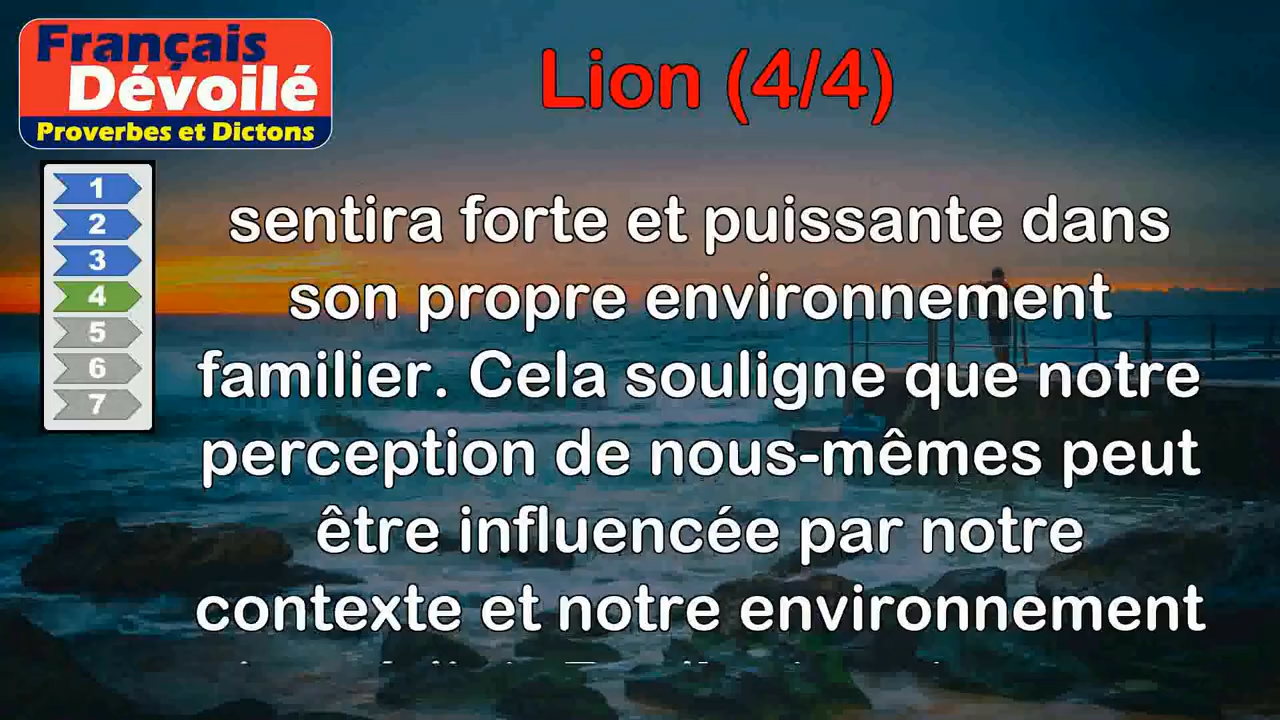 Français
Dévoilé
Proverbes et Dictons
Lion (4/4)
1
2
3
4
5
6
7
sentira forte et puissante dans
son propre environnement
familier. Cela souligne que notre
perception de nous-mêmes peut
être influencée par notre
contexte et notre environnement